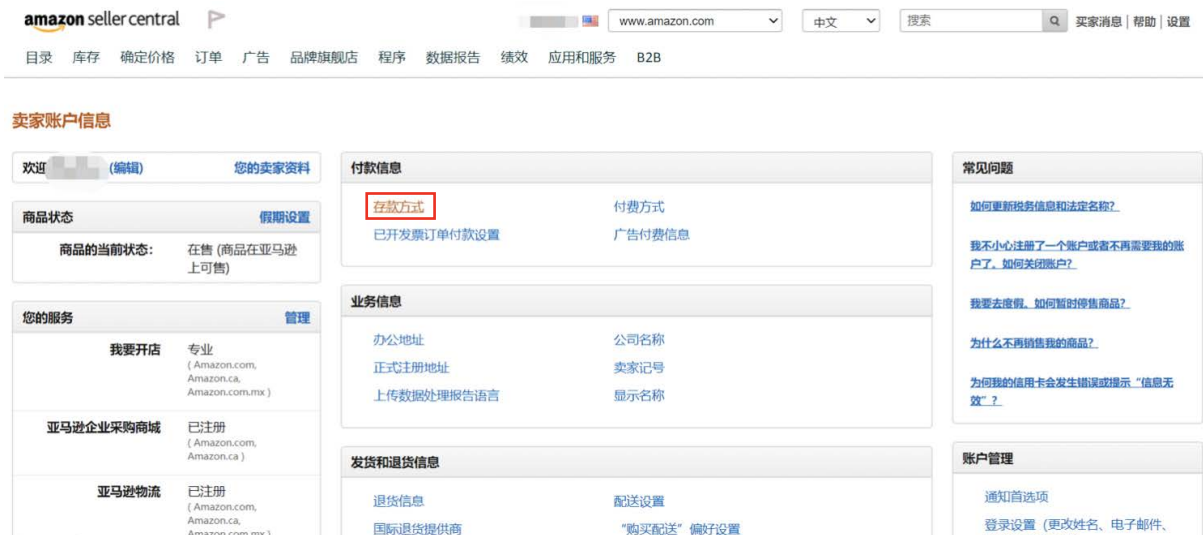 amazon seller central
www.amazon.com
中文
搜索
买家消息 | 帮助 | 设置
目录 库存 确定价格 订单 广告 品牌旗舰店 程序 数据报告 绩效 应用和服务 B2B
卖家账户信息
欢迎 (编辑) 您的卖家资料
商品状态 假期设置
商品的当前状态： 在售 (商品在亚马逊
上可售)
您的服务 管理
我要开店 专业
( Amazon.com,
Amazon.ca,
Amazon.com.mx )
亚马逊企业采购商城 已注册
( Amazon.com,
Amazon.ca )
亚马逊物流 已注册
( Amazon.com,
Amazon.ca,
Amazon.com.mx )
付款信息
存款方式 付费方式
已开发票订单付款设置 广告付费信息
业务信息
办公地址 公司名称
正式注册地址 卖家记号
上传数据处理报告语言 显示名称
发货和退货信息
退货信息 配送设置
国际退货提供商 “购买配送”偏好设置
常见问题
如何更新税务信息和法定名称？
我不小心注册了一个账户或者不再需要我的账
户了。如何关闭账户？
我要去度假。如何暂时停售商品？
为什么不再销售我的商品？
为何我的信用卡会发生错误或提示“信息无
效”？
账户管理
通知首选项
登录设置（更改姓名、电子邮件、